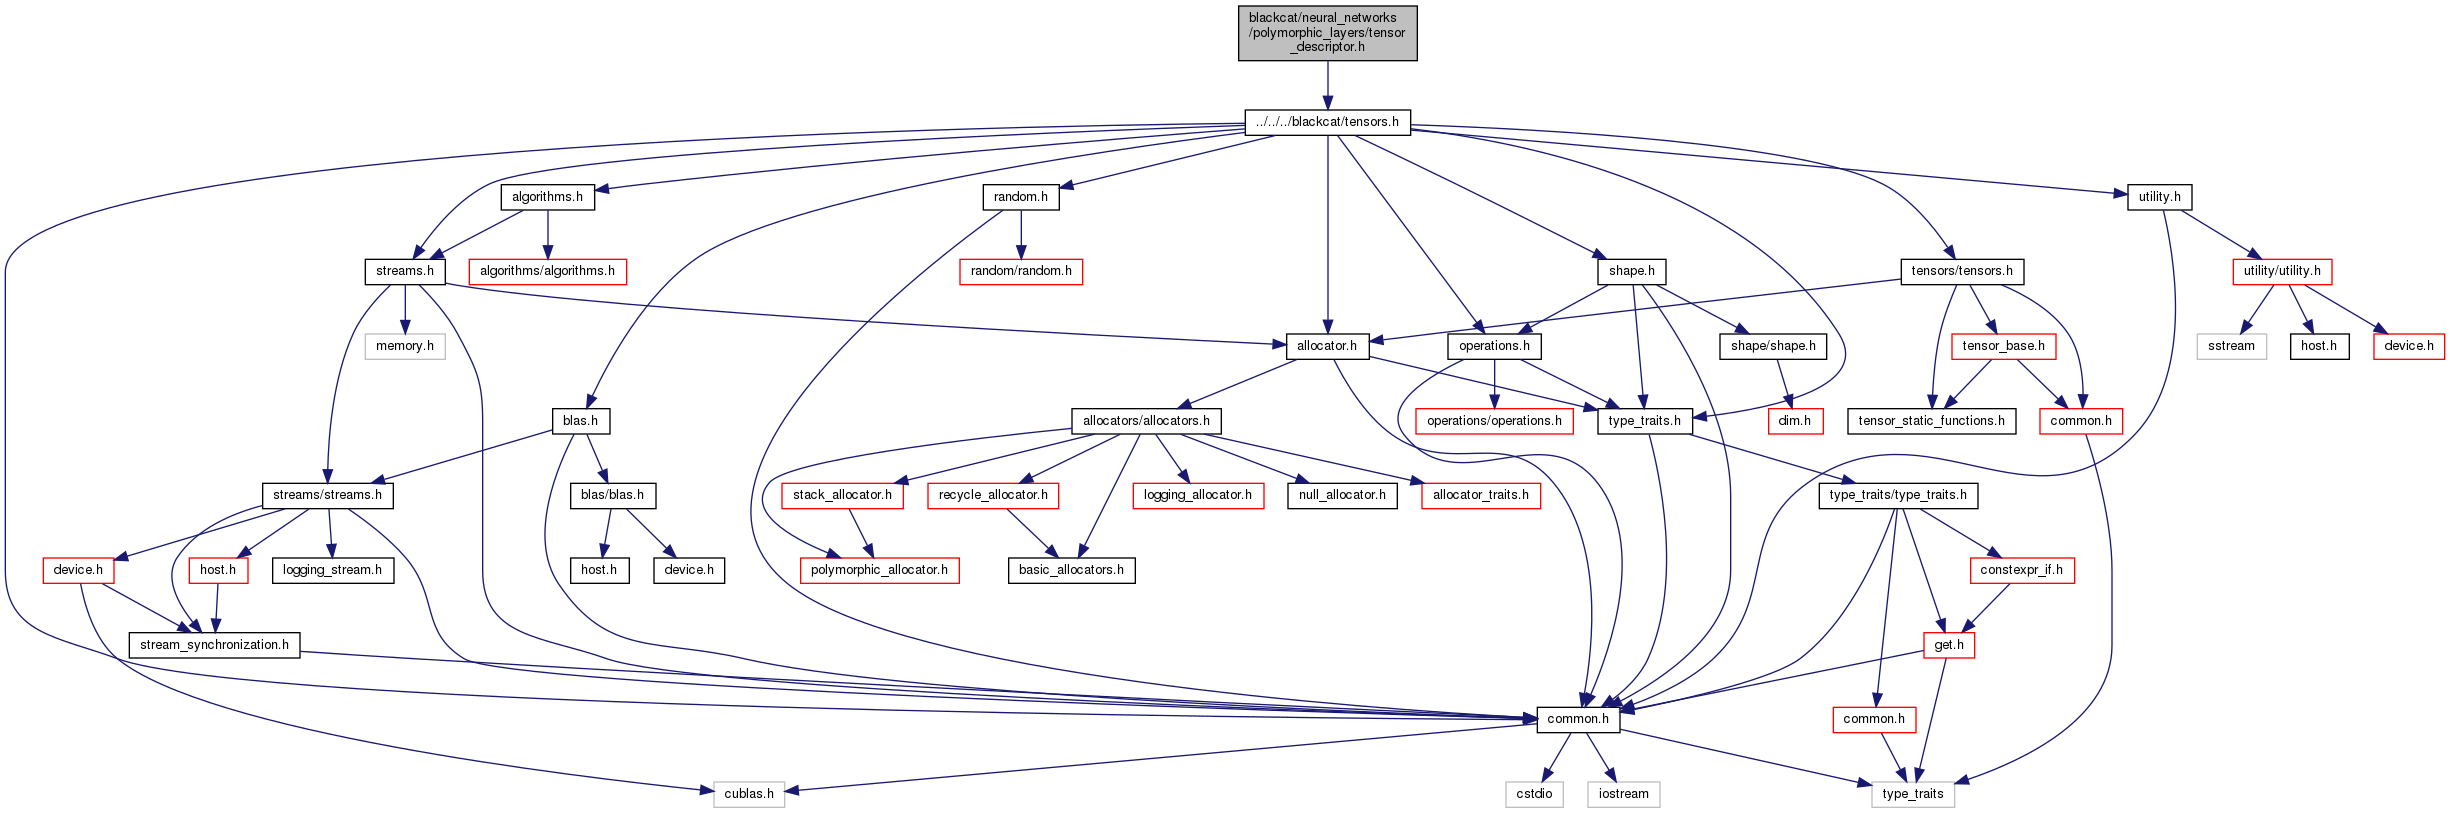 blackcat/neural_networks
/polymorphic_layers/tensor
_descriptor.h
../../../blackcat/tensors.h
algorithms.h
random.h
utility.h
streams.h
algorithms/algorithms.h
random/random.h
shape.h
tensors/tensors.h
utility/utility.h
memory.h
allocator.h
operations.h
shape/shape.h
tensor_base.h
sstream
host.h
device.h
blas.h
allocators/allocators.h
operations/operations.h
type_traits.h
dim.h
tensor_static_functions.h
common.h
streams/streams.h
blas/blas.h
stack_allocator.h
recycle_allocator.h
logging_allocator.h
null_allocator.h
allocator_traits.h
type_traits/type_traits.h
device.h
host.h
logging_stream.h
host.h
device.h
polymorphic_allocator.h
basic_allocators.h
constexpr_if.h
stream_synchronization.h
get.h
common.h
common.h
cublas.h
cstdio
iostream
type_traits